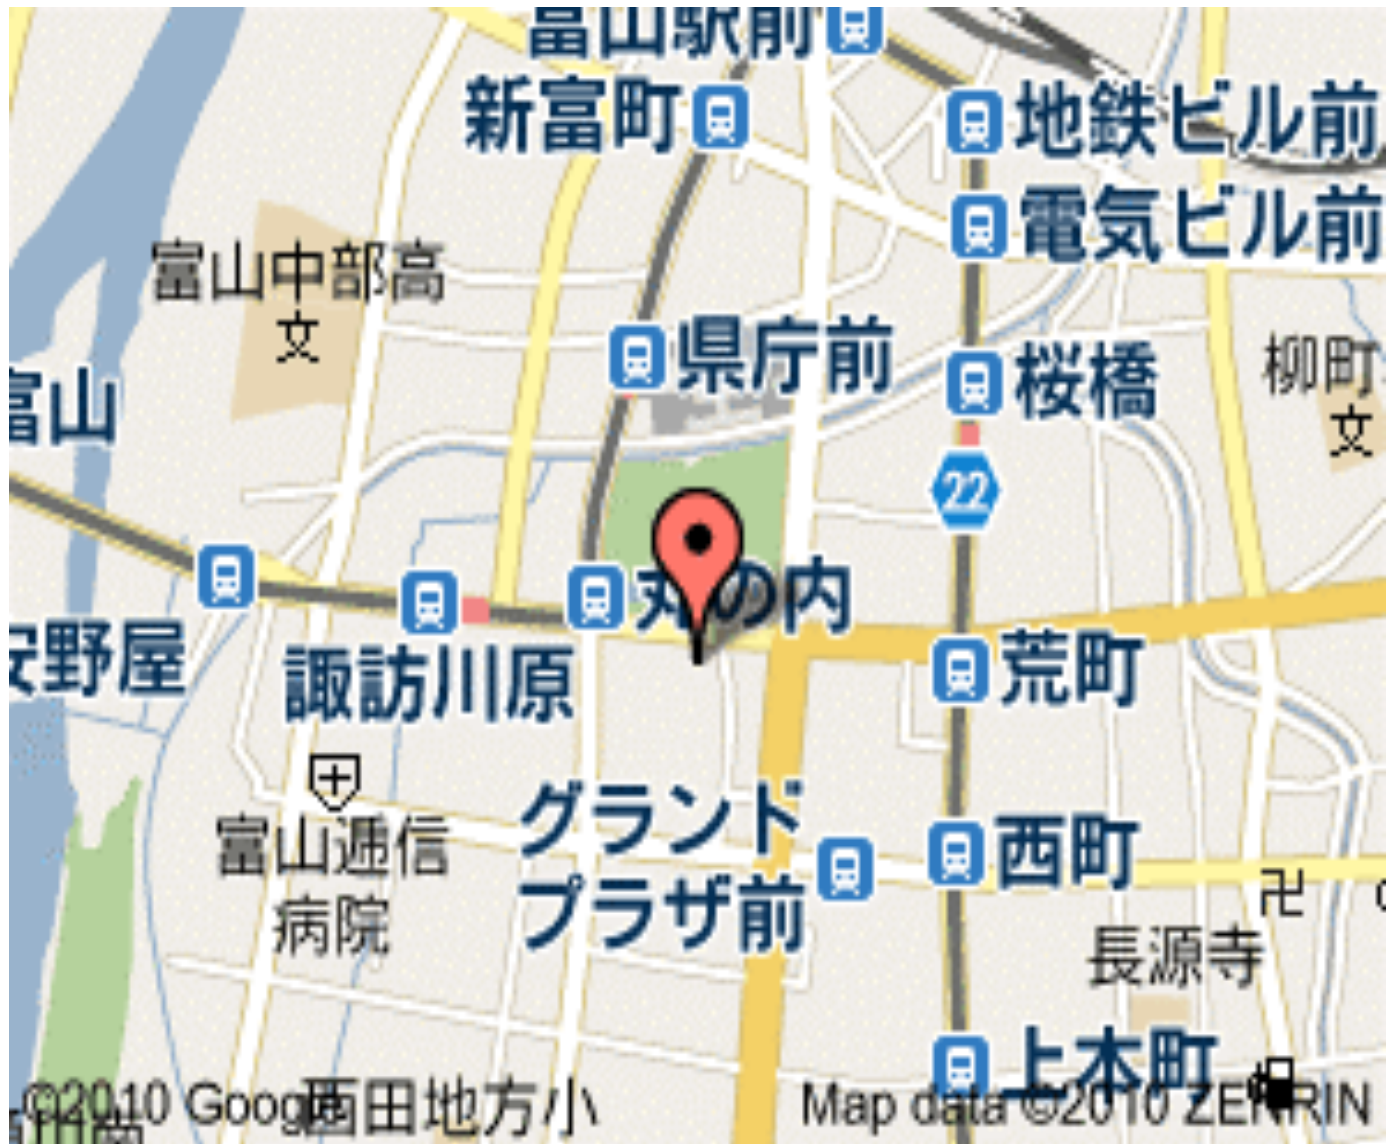 富山駅前
新富町
地鉄ビル前
電気ビル前
富山中部高
文
県庁前
桜橋
柳町
文
富山
22
丸の内
安野屋
諏訪川原
荒町
グランド
プラザ前
西町
富山逓信
病院
卍
長源寺
上本町
©2010 Google
西田地方小
Map data ©2010 ZENRIN